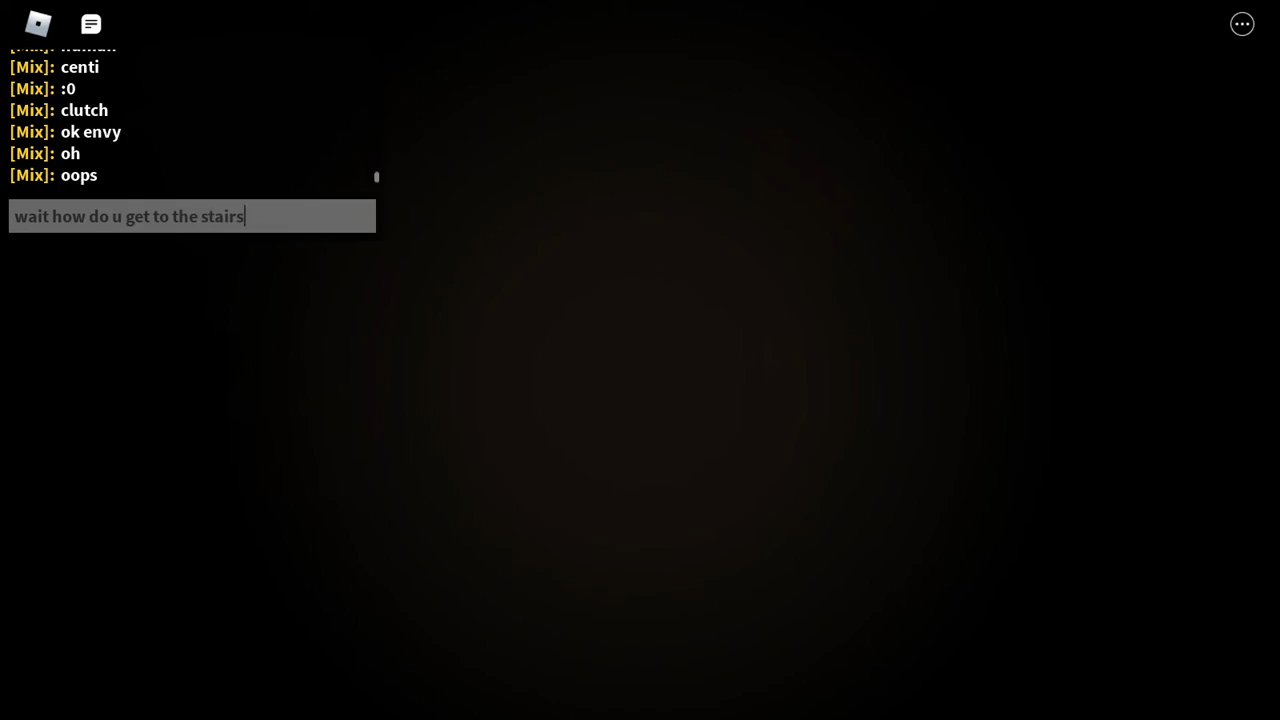 [Mix]: centi
[Mix]: :0
[Mix]: clutch
[Mix]: ok envy
[Mix]: oh
[Mix]: oops
wait how do u get to the stairs